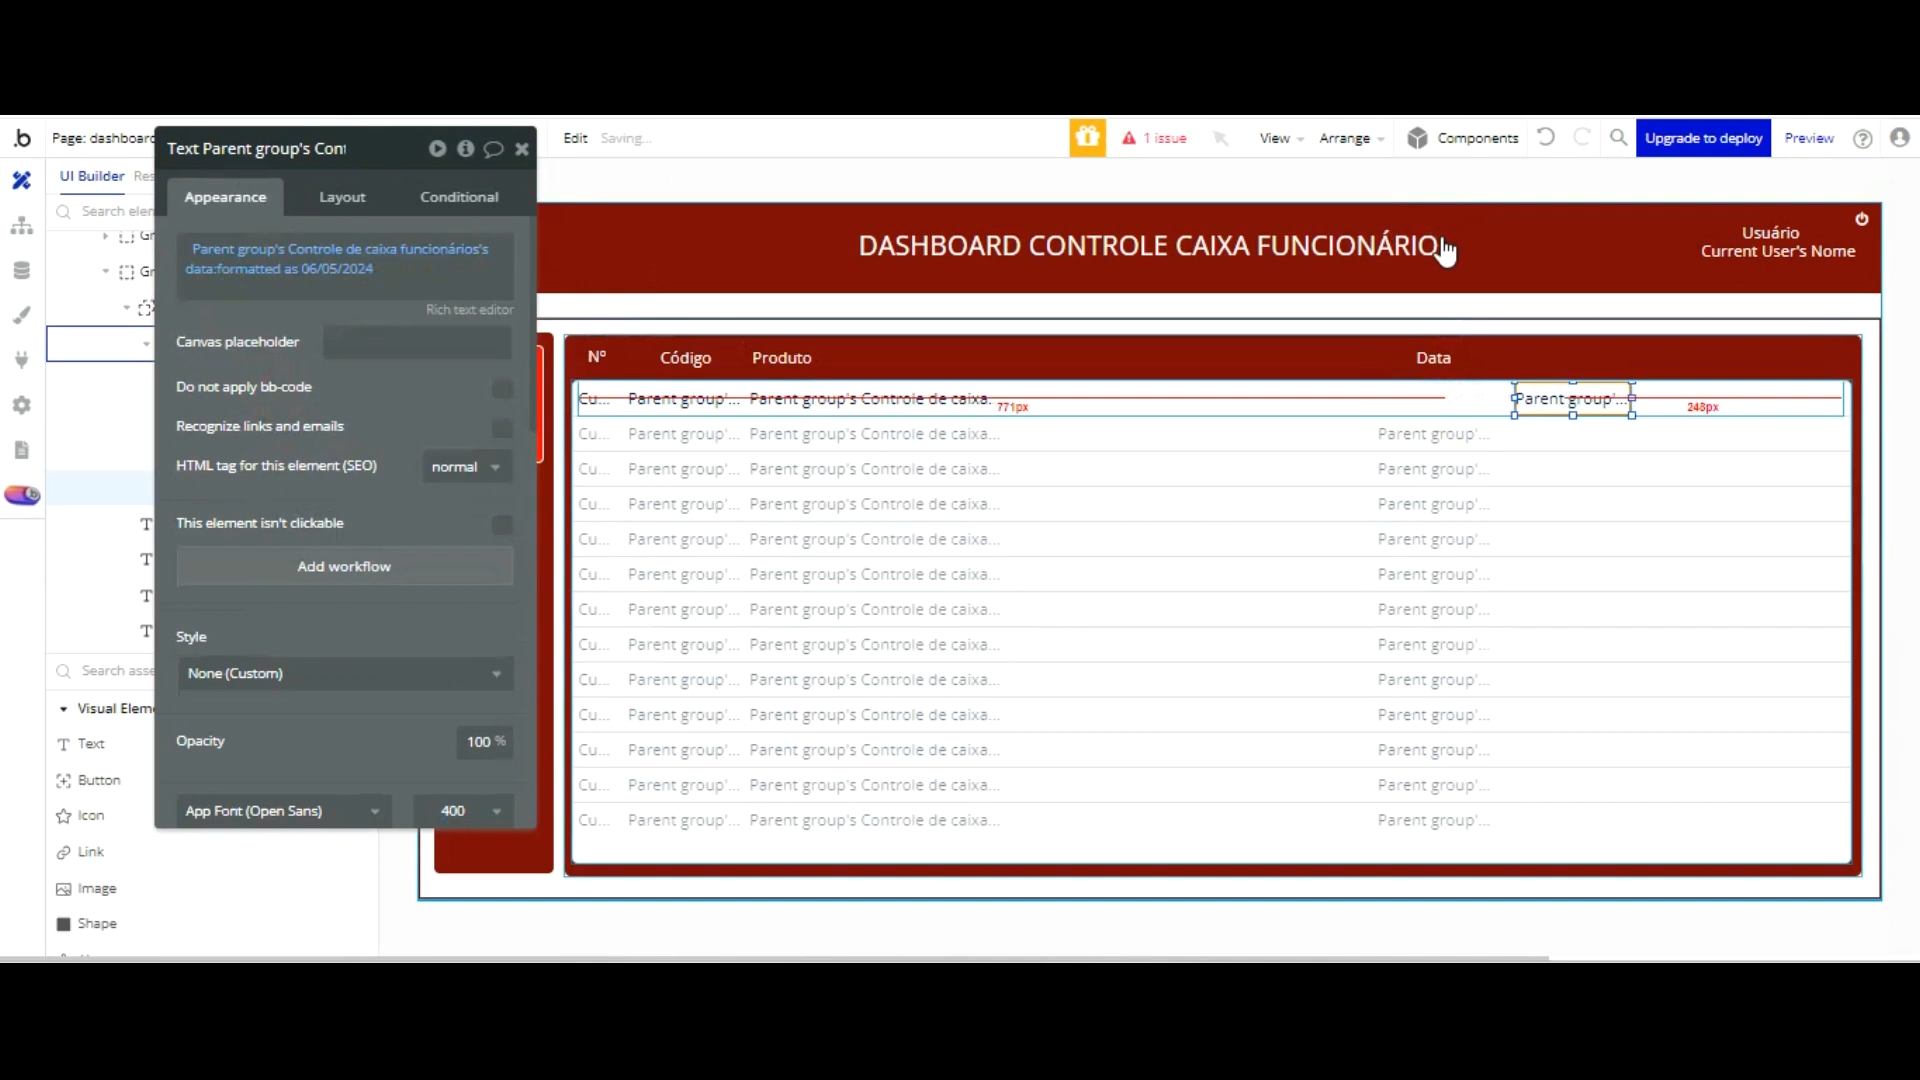 .b Page: dashboard
Edit Saving...
1 issue
View
Arrange
Components
Upgrade to deploy
Preview
UI Builder Res
Search elem
Gr
Gr
T
T
T
T
Search asse
Visual Eleme
Text
Button
Icon
Link
Image
Shape
Text Parent group's Cont
Appearance Layout Conditional
Parent group's Controle de caixa funcionários's
data:formatted as 06/05/2024
Rich text editor
Canvas placeholder
Do not apply bb-code
Recognize links and emails
HTML tag for this element (SEO) normal
This element isn't clickable
Add workflow
Style
None (Custom)
Opacity 100 %
App Font (Open Sans) 400
DASHBOARD CONTROLE CAIXA FUNCIONÁRIO
Usuário
Current User's Nome
Nº Código Produto Data
Cu... Parent group'... Parent group's Controle de caixa. 771px Parent group'... 248px
Cu... Parent group'... Parent group's Controle de caixa... Parent group'...
Cu... Parent group'... Parent group's Controle de caixa... Parent group'...
Cu... Parent group'... Parent group's Controle de caixa... Parent group'...
Cu... Parent group'... Parent group's Controle de caixa... Parent group'...
Cu... Parent group'... Parent group's Controle de caixa... Parent group'...
Cu... Parent group'... Parent group's Controle de caixa... Parent group'...
Cu... Parent group'... Parent group's Controle de caixa... Parent group'...
Cu... Parent group'... Parent group's Controle de caixa... Parent group'...
Cu... Parent group'... Parent group's Controle de caixa... Parent group'...
Cu... Parent group'... Parent group's Controle de caixa... Parent group'...
Cu... Parent group'... Parent group's Controle de caixa... Parent group'...
Cu... Parent group'... Parent group's Controle de caixa... Parent group'...